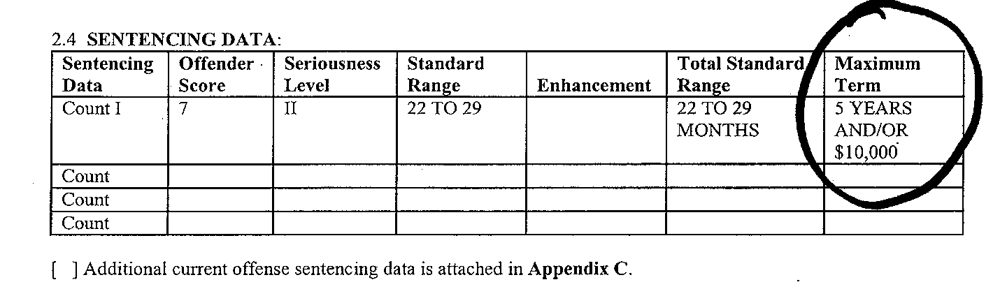 2.4 SENTENCING DATA:
Sentencing Data Offender Score Seriousness Level Standard Range Enhancement Total Standard Range Maximum Term
Count I 7 II 22 TO 29 22 TO 29 MONTHS 5 YEARS AND/OR $10,000
Count
Count
Count
[ ] Additional current offense sentencing data is attached in Appendix C.